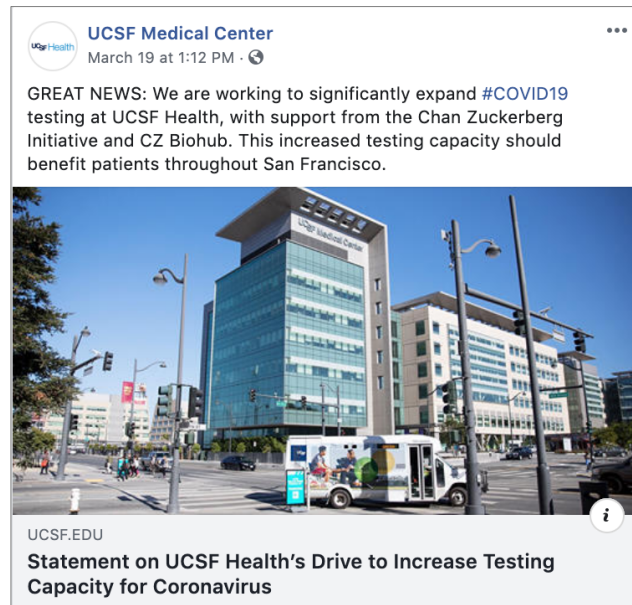 UCSF Health
UCSF Medical Center
March 19 at 1:12 PM ·
GREAT NEWS: We are working to significantly expand #COVID19
testing at UCSF Health, with support from the Chan Zuckerberg
Initiative and CZ Biohub. This increased testing capacity should
benefit patients throughout San Francisco.
UCSF Medical Center
i
UCSF.EDU
Statement on UCSF Health’s Drive to Increase Testing
Capacity for Coronavirus